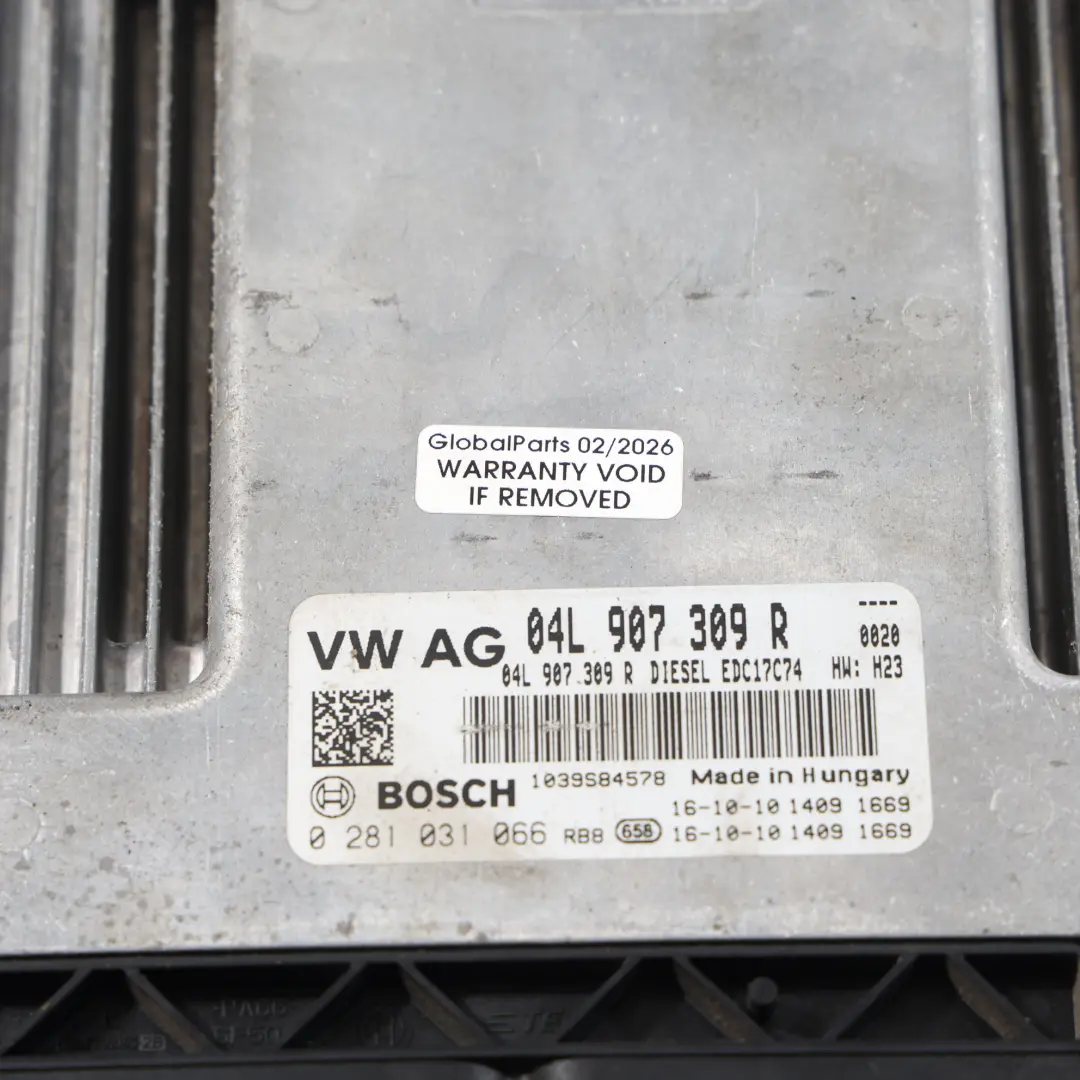 GlobalParts 02/2026
WARRANTY VOID
IF REMOVED
VW AG 04L 907 309 R ----
0020
04L 907 309 R DIESEL EDC17C74 HW: H23
BOSCH 1039S84578 Made in Hungary
16-10-10 1409 1669
0 281 031 066 RB8 658 16-10-10 1409 1669